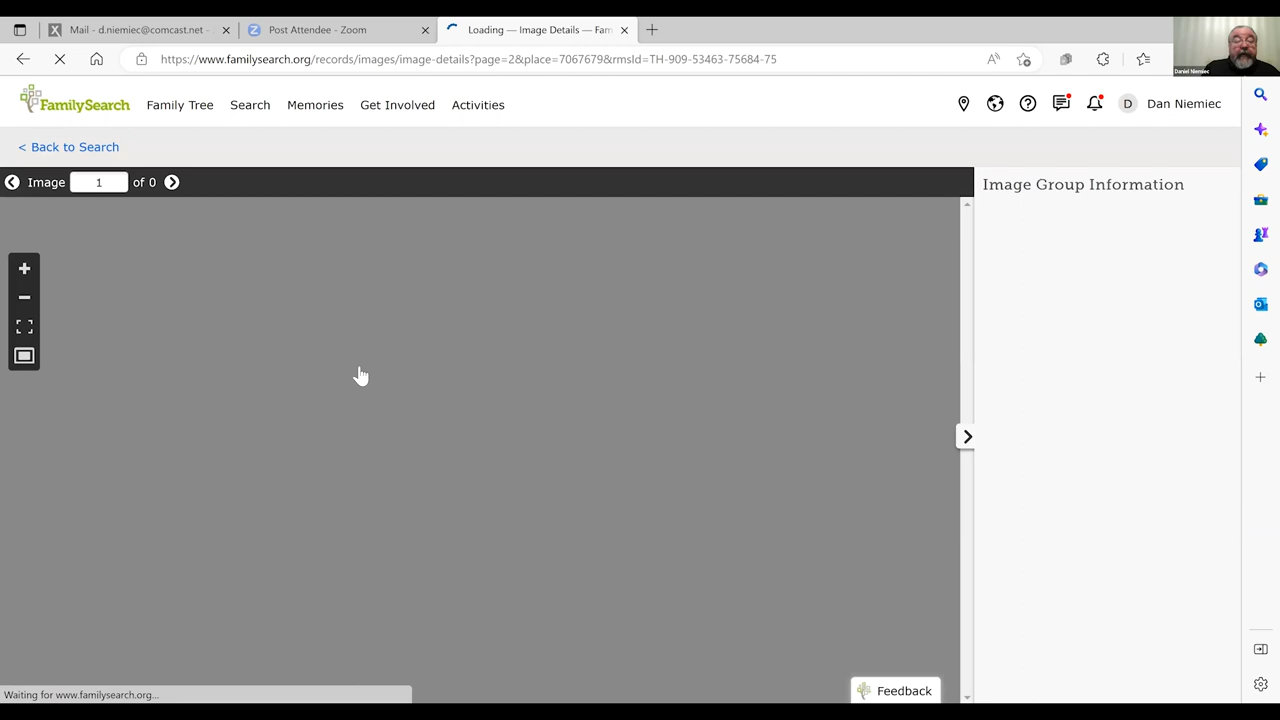 Mail - d.niemiec@comcast.net -
Post Attendee - Zoom
Loading — Image Details — Fam
https://www.familysearch.org/records/images/image-details?page=2&place=7067679&rmsId=TH-909-53463-75684-75
Daniel Niemiec
FamilySearch
Family Tree
Search
Memories
Get Involved
Activities
D
Dan Niemiec
< Back to Search
Image 1 of 0
Image Group Information
Waiting for www.familysearch.org...
Feedback